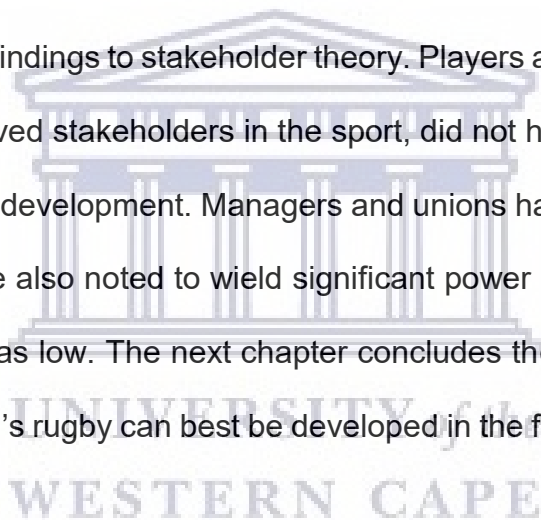 indings to stakeholder theory. Players a
ved stakeholders in the sport, did not h
development. Managers and unions ha
e also noted to wield significant power
as low. The next chapter concludes the
's rugby can best be developed in the f
UNIVERSITY of the
WESTERN CAPE